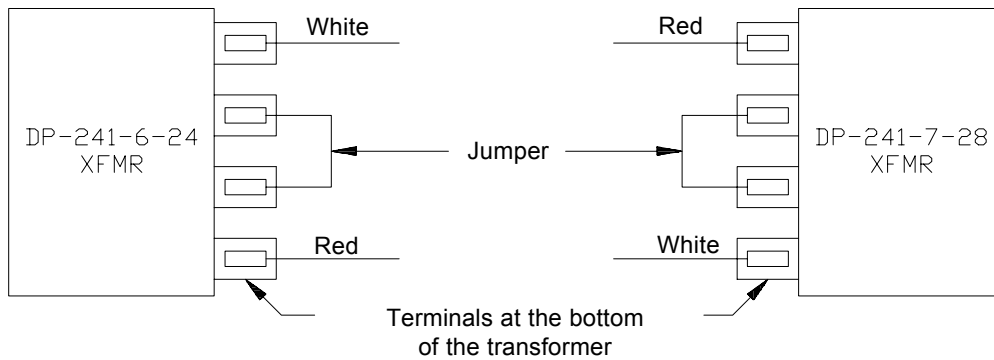 White
Red
DP-241-6-24
XFMR
Jumper
DP-241-7-28
XFMR
Red
White
Terminals at the bottom
of the transformer